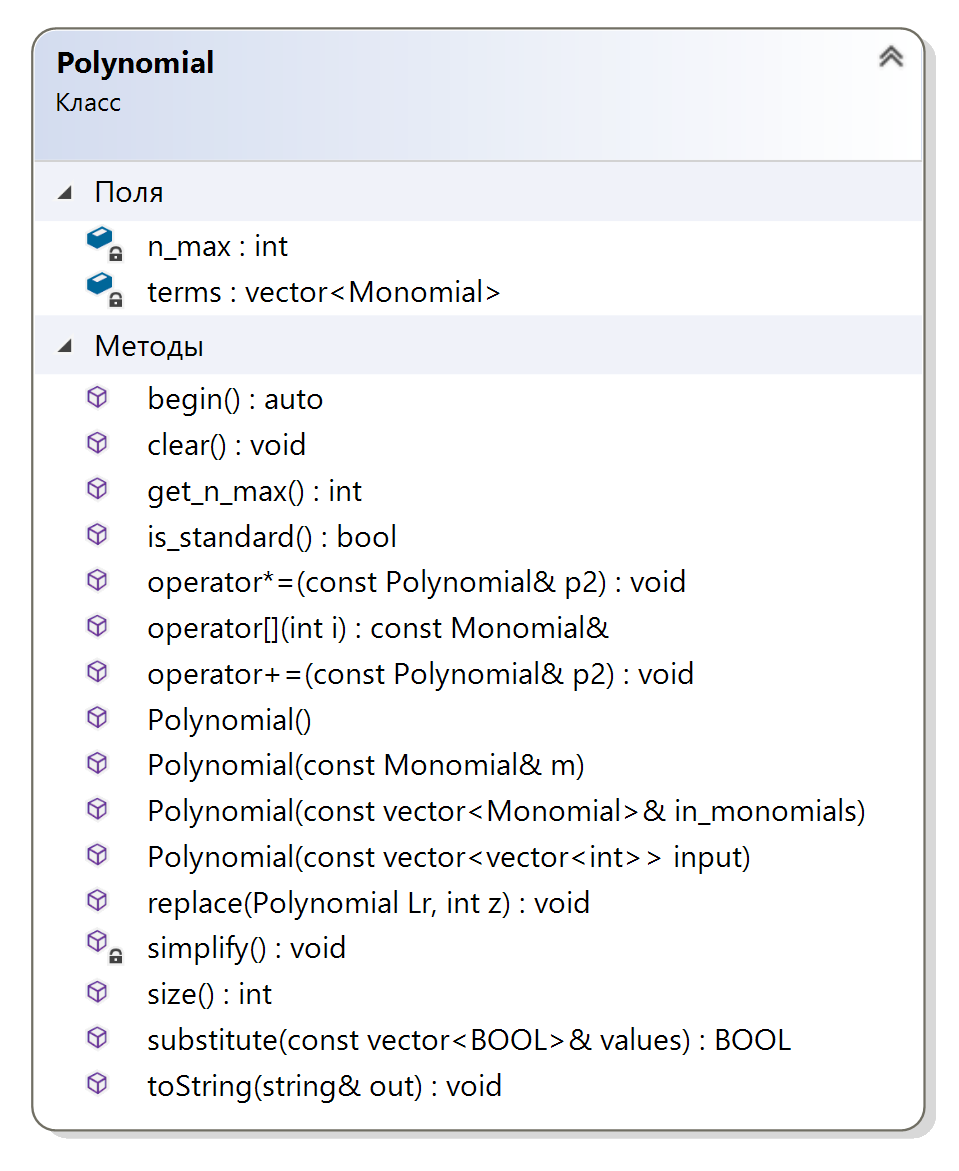 Polynomial
Класс
Поля
n_max : int
terms : vector<Monomial>
Методы
begin() : auto
clear() : void
get_n_max() : int
is_standard() : bool
operator*=(const Polynomial& p2) : void
operator[](int i) : const Monomial&
operator+=(const Polynomial& p2) : void
Polynomial()
Polynomial(const Monomial& m)
Polynomial(const vector<Monomial>& in_monomials)
Polynomial(const vector<vector<int>> input)
replace(Polynomial Lr, int z) : void
simplify() : void
size() : int
substitute(const vector<BOOL>& values) : BOOL
toString(string& out) : void